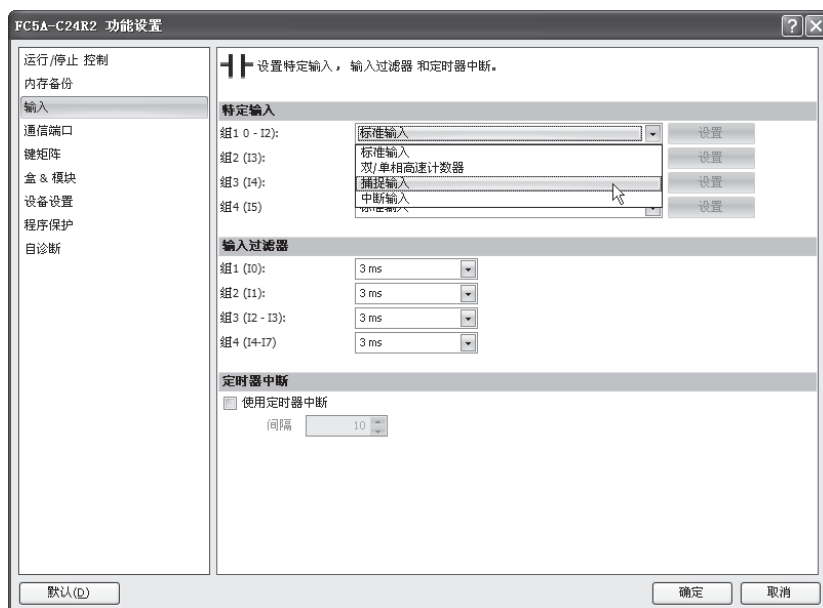 FC5A-C24R2 功能设置
运行/停止 控制
内存备份
输入
通信端口
键矩阵
盒 & 模块
设备设置
程序保护
自诊断
设置特定输入， 输入过滤器 和定时器中断。
特定输入
组1 0 - I2): 标准输入 设置
标准输入
双/单相高速计数器
捕捉输入
中断输入
组2 (I3): 设置
组3 (I4): 设置
组4 (I5) 标准输入 设置
输入过滤器
组1 (I0): 3 ms
组2 (I1): 3 ms
组3 (I2 - I3): 3 ms
组4 (I4-I7) 3 ms
定时器中断
使用定时器中断
间隔 10
默认(D) 确定 取消